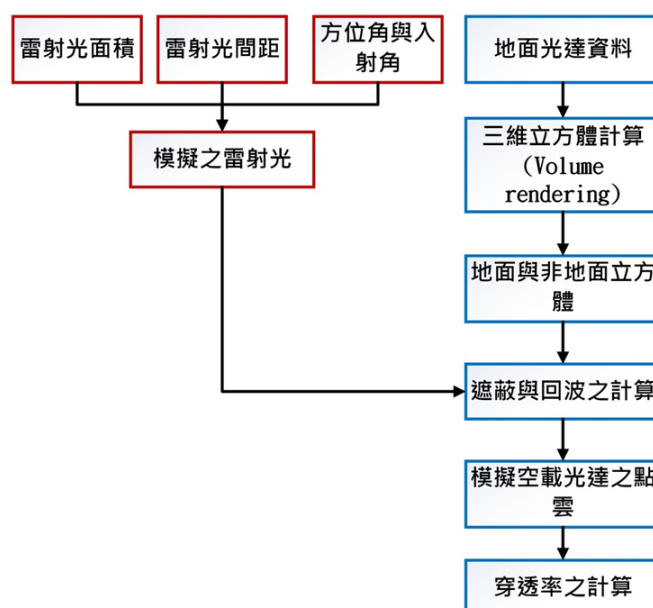 雷射光面積
雷射光間距
方位角與入
射角
地面光達資料
模擬之雷射光
三維立方體計算
(Volume
rendering)
地面與非地面立方
體
遮蔽與回波之計算
模擬空載光達之點
雲
穿透率之計算